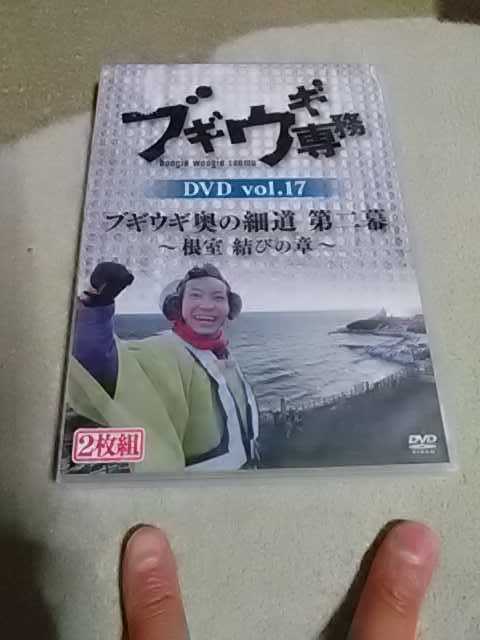 ブギウギ専務
boogie woogie senmu
DVD vol.17
ブギウギ奥の細道 第二幕
～根室 結びの章～
2枚組
DVD
VIDEO